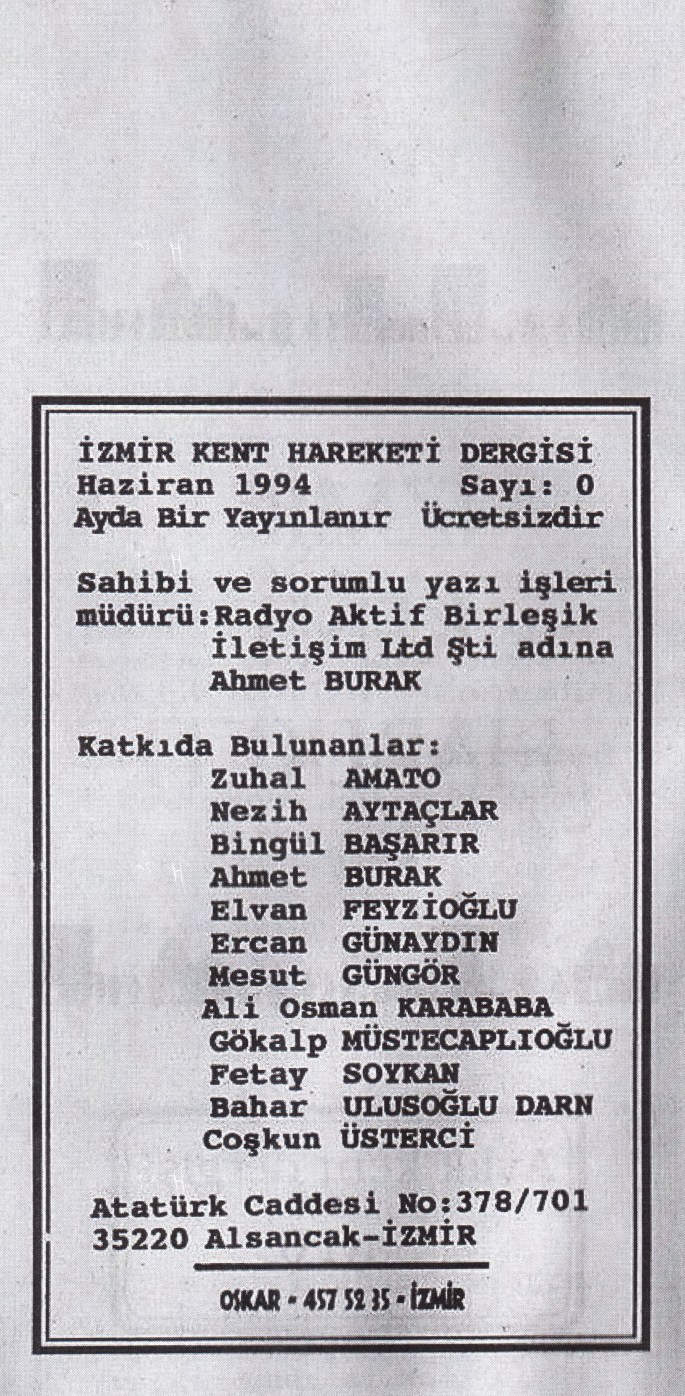 İZMİR KENT HAREKETİ DERGİSİ
Haziran 1994 Sayı: 0
Ayda Bir Yayınlanır Ücretsizdir
Sahibi ve sorumlu yazı işleri
müdürü:Radyo Aktif Birleşik
İletişim Ltd Şti adına
Ahmet BURAK
Katkıda Bulunanlar:
Zuhal AMATO
Nezih AYTAÇLAR
Bingül BAŞARIR
Ahmet BURAK
Elvan FEYZİOĞLU
Ercan GÜNAYDIN
Mesut GÜNGÖR
Ali Osman KARABABA
Gökalp MÜSTECAPLIOĞLU
Fetay SOYKAN
Bahar ULUSOĞLU DARN
Coşkun ÜSTERCİ
Atatürk Caddesi No:378/701
35220 Alsancak-İZMİR
OSKAR - 457 52 35 - İZMİR